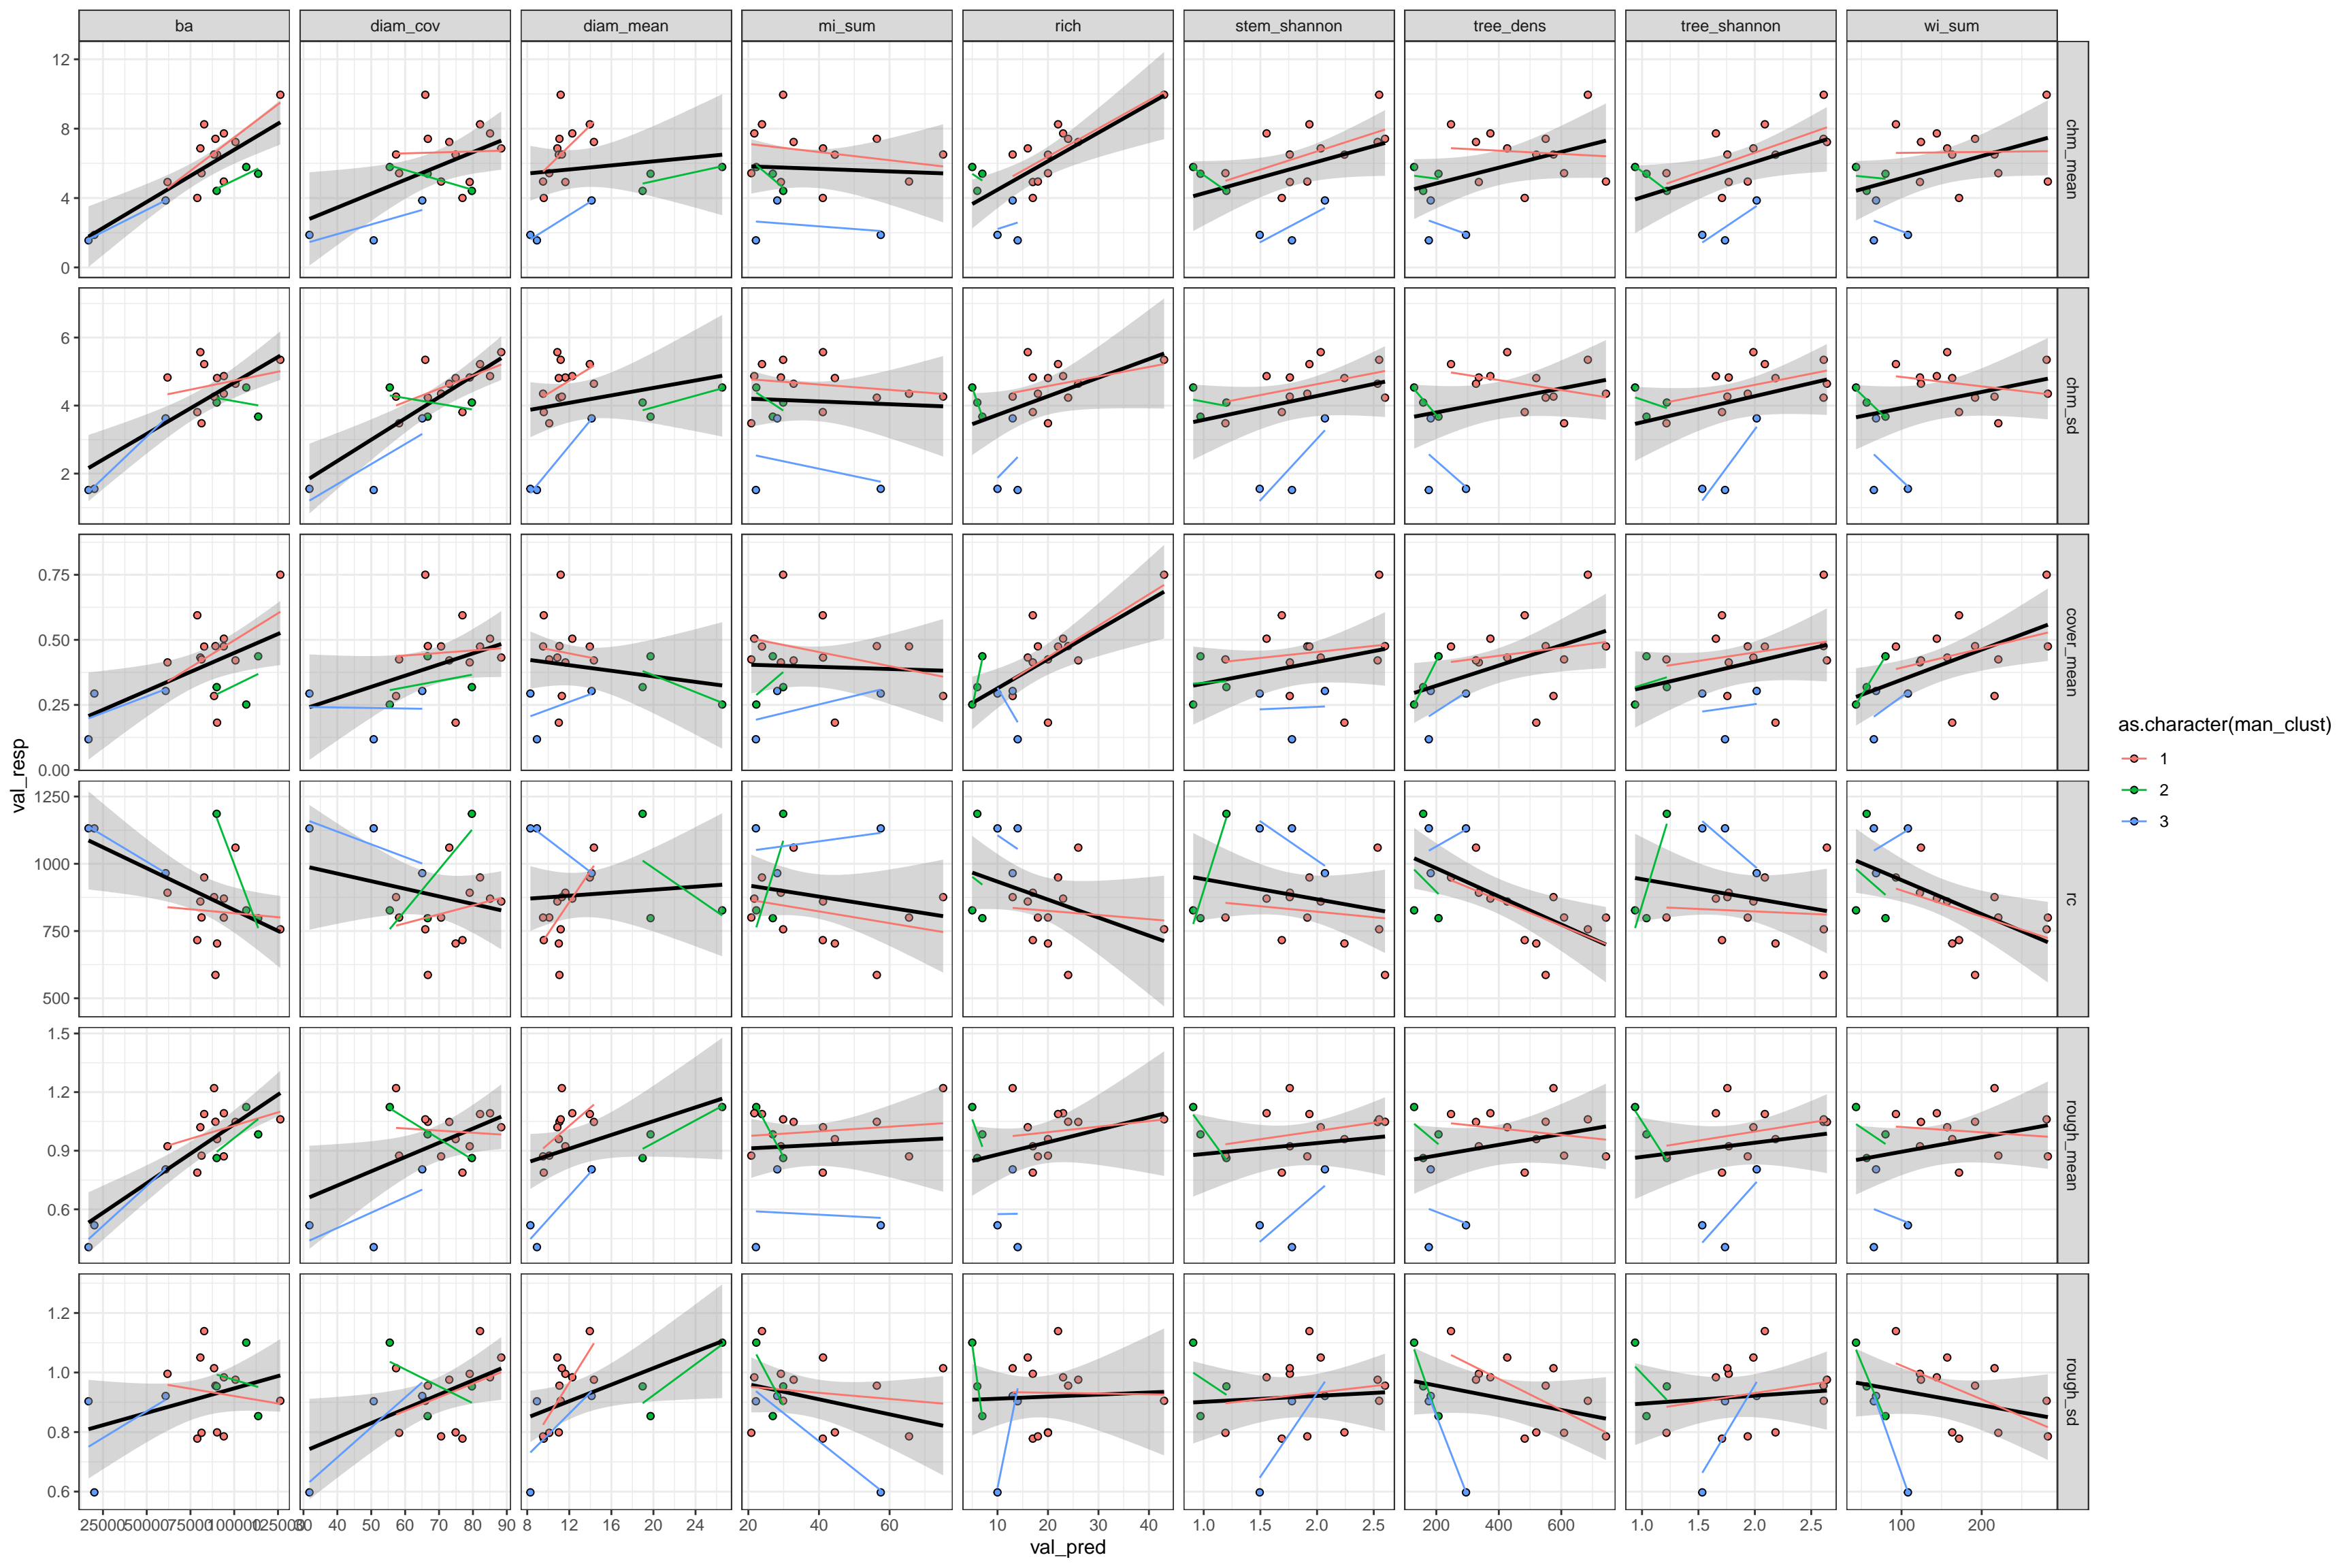 ba diam_cov diam_mean mi_sum rich stem_shannon tree_dens tree_shannon wi_sum
12
8
4
0
chm_mean
6
4
2
chm_sd
0.75
0.50
0.25
0.00
cover_mean
1250
1000
750
500
rc
1.5
1.2
0.9
0.6
rough_mean
1.2
1.0
0.8
0.6
rough_sd
25000 50000 75000 100000 125000 30 40 50 60 70 80 90 8 12 16 20 24 20 40 60 10 20 30 40 1.0 1.5 2.0 2.5 200 400 600 1.0 1.5 2.0 2.5 100 200
val_pred
val_resp
as.character(man_clust)
1
2
3